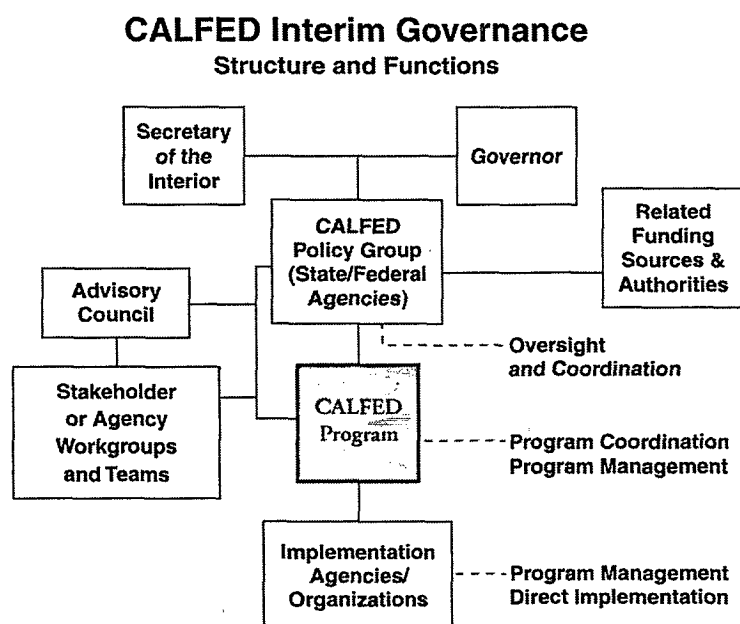 CALFED Interim Governance
Structure and Functions
Secretary
of the
Interior
Governor
CALFED
Policy Group
(State/Federal
Agencies)
Related
Funding
Sources &
Authorities
Advisory
Council
Oversight
and Coordination
Stakeholder
or Agency
Workgroups
and Teams
CALFED
Program
Program Coordination
Program Management
Implementation
Agencies/
Organizations
Program Management
Direct Implementation